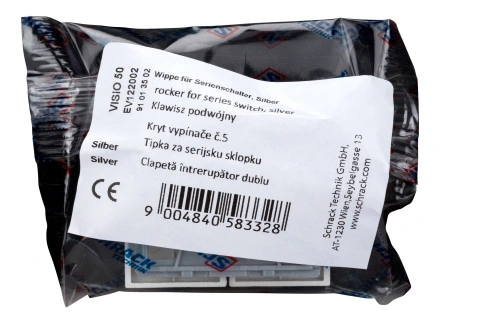 VISIO 50
EV122002
91 01 3 5 02
Wippe für Serienschalter, Silber
rocker for series switch, silver
Klawisz podwójny
Kryt vypínače č.5
Silber
Tipka za serijsku sklopku
Silver
Clapetă întrerupător dublu
CE
9 004840 583328
Schrack Technik GmbH,
AT-1230 Wien,Seybelgasse 13
www.schrack.com